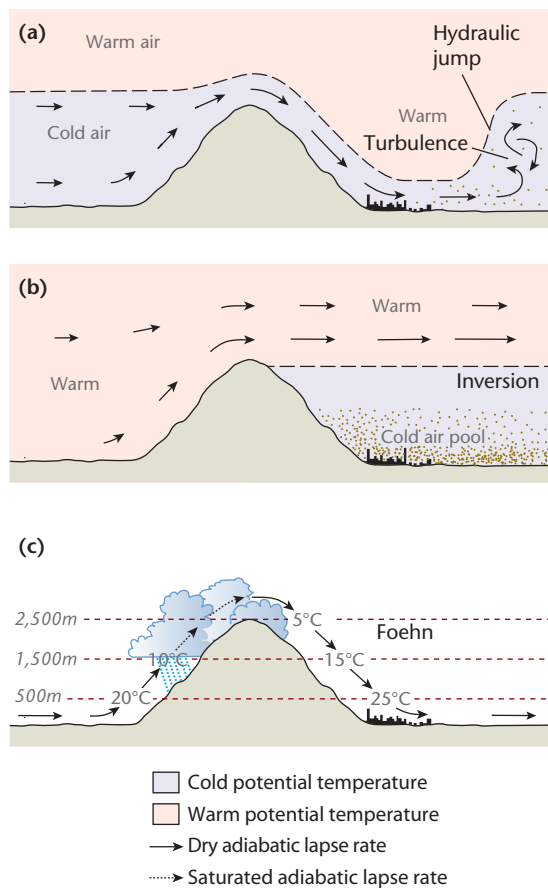 (a)
Warm air
Hydraulic
jump
Cold air
Warm
Turbulence
(b)
Warm
Warm
Inversion
Cold air pool
(c)
2,500m
5°C
Foehn
1,500m
10°C
15°C
500m
20°C
25°C
Cold potential temperature
Warm potential temperature
Dry adiabatic lapse rate
Saturated adiabatic lapse rate